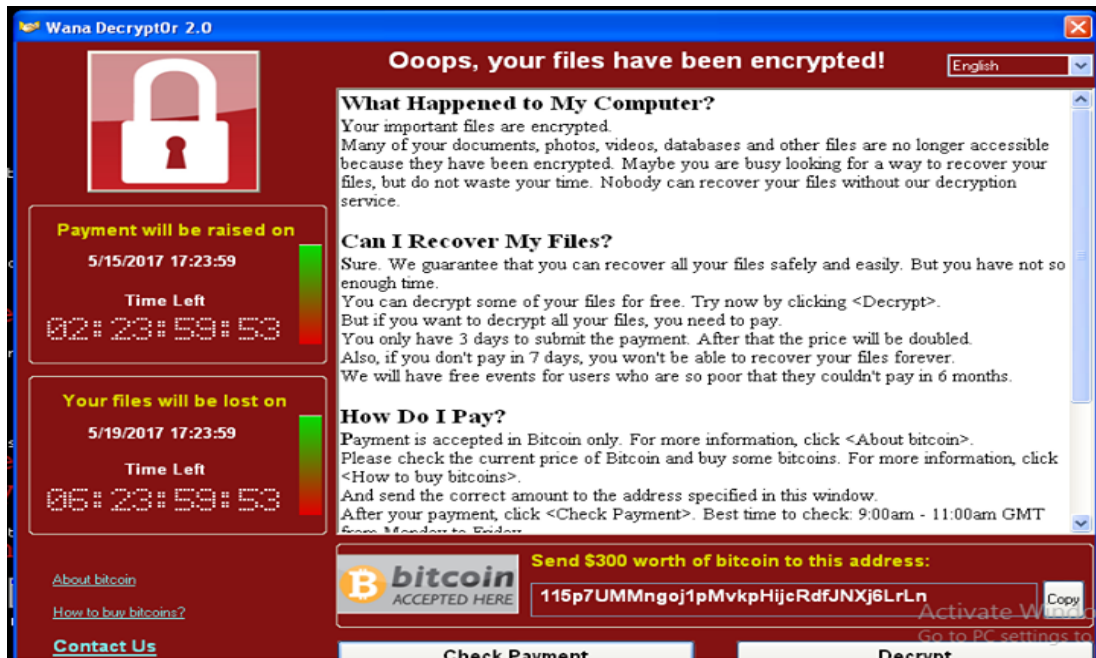 Wana Decrypt0r 2.0
Ooops, your files have been encrypted!
English
What Happened to My Computer?
Your important files are encrypted.
Many of your documents, photos, videos, databases and other files are no longer accessible
because they have been encrypted. Maybe you are busy looking for a way to recover your
files, but do not waste your time. Nobody can recover your files without our decryption
service.
Can I Recover My Files?
Sure. We guarantee that you can recover all your files safely and easily. But you have not so
enough time.
You can decrypt some of your files for free. Try now by clicking <Decrypt>.
But if you want to decrypt all your files, you need to pay.
You only have 3 days to submit the payment. After that the price will be doubled.
Also, if you don't pay in 7 days, you won't be able to recover your files forever.
We will have free events for users who are so poor that they couldn't pay in 6 months.
How Do I Pay?
Payment is accepted in Bitcoin only. For more information, click <About bitcoin>.
Please check the current price of Bitcoin and buy some bitcoins. For more information, click
<How to buy bitcoins>.
And send the correct amount to the address specified in this window.
After your payment, click <Check Payment>. Best time to check: 9:00am - 11:00am GMT
from Monday to Friday
Payment will be raised on
5/15/2017 17:23:59
Time Left
02:23:59:53
Your files will be lost on
5/19/2017 17:23:59
Time Left
06:23:59:53
About bitcoin
How to buy bitcoins?
Contact Us
bitcoin
ACCEPTED HERE
Send $300 worth of bitcoin to this address:
115p7UMMngoj1pMvkpHijcRdfJNXj6LrLn
Copy
Check Payment
Decrypt
Activate Windo
Go to PC settings to